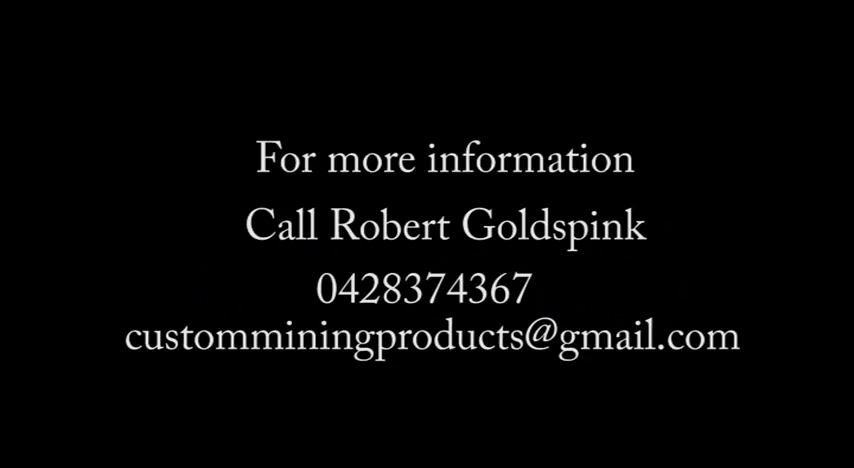 For more information
Call Robert Goldspink
0428374367
customminingproducts@gmail.com